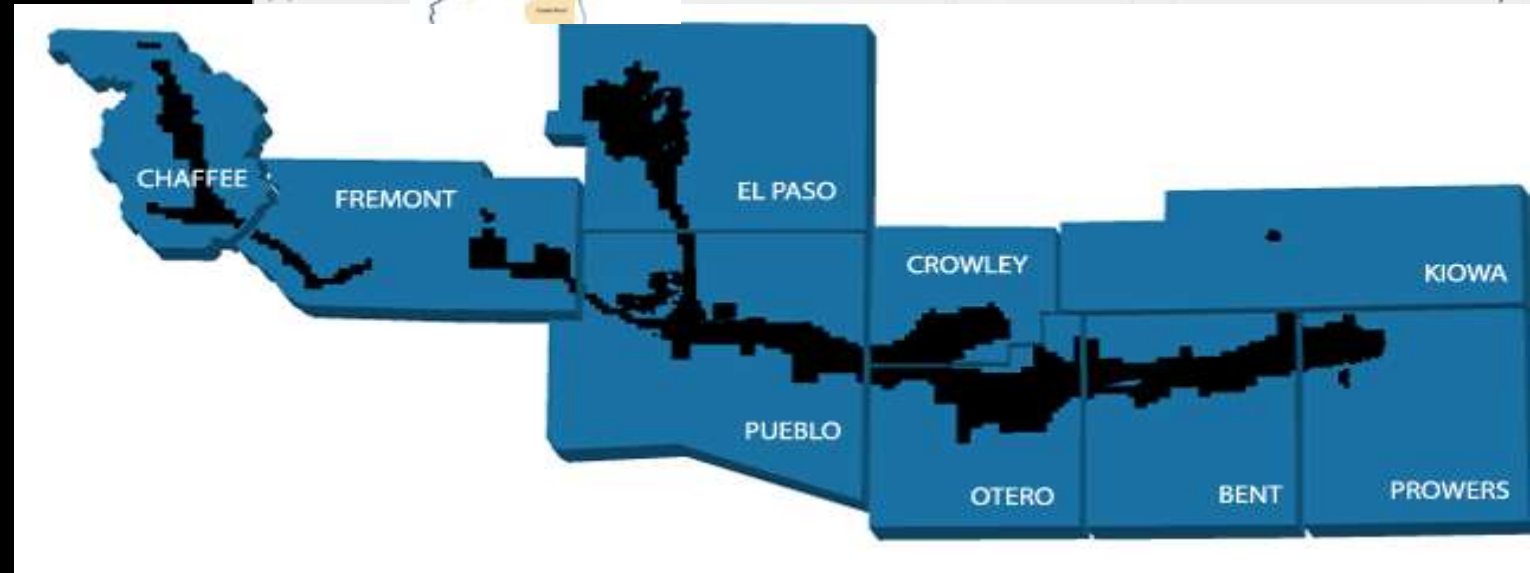 CHAFFEE
FREMONT
EL PASO
CROWLEY
KIOWA
PUEBLO
OTERO
BENT
PROWERS